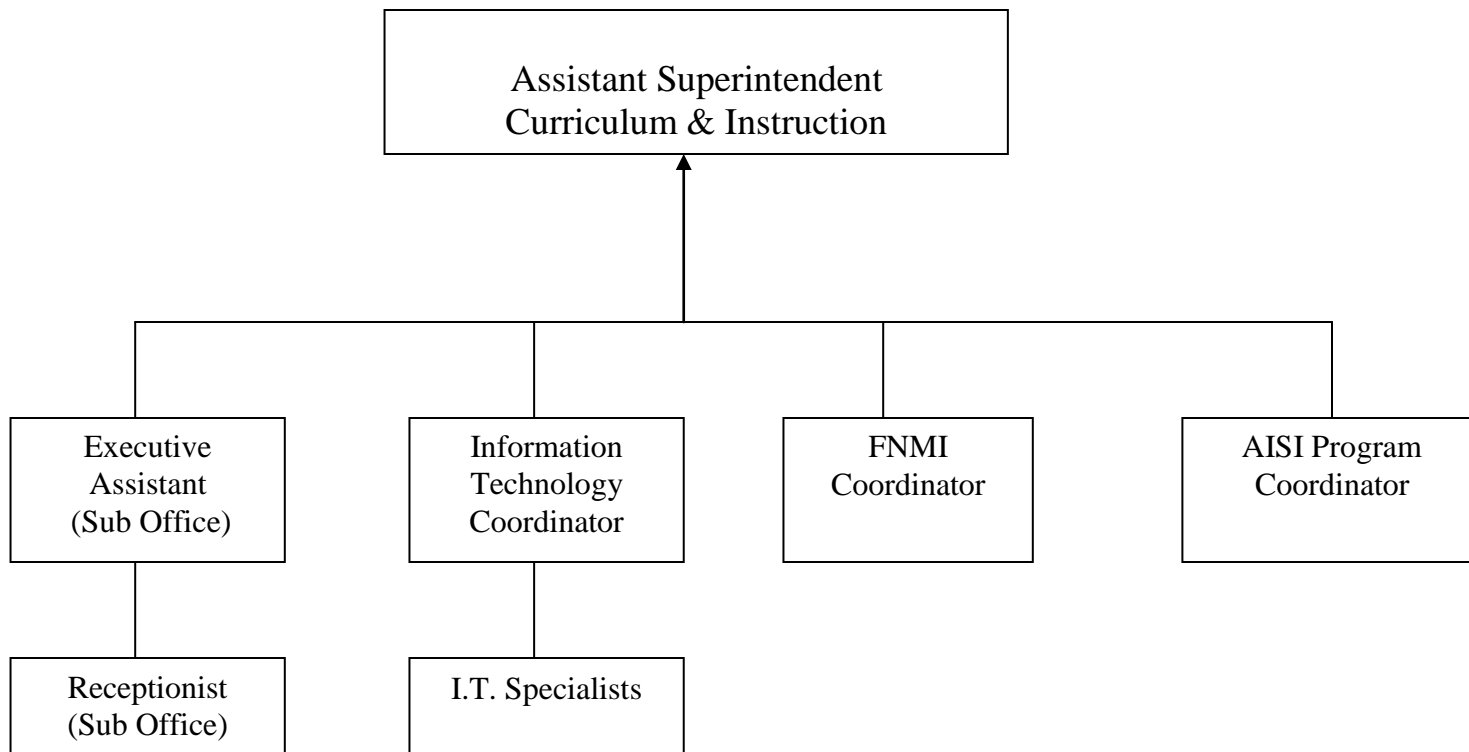 Assistant Superintendent
Curriculum & Instruction
Executive
Assistant
(Sub Office)
Information
Technology
Coordinator
FNMI
Coordinator
AISI Program
Coordinator
Receptionist
(Sub Office)
I.T. Specialists